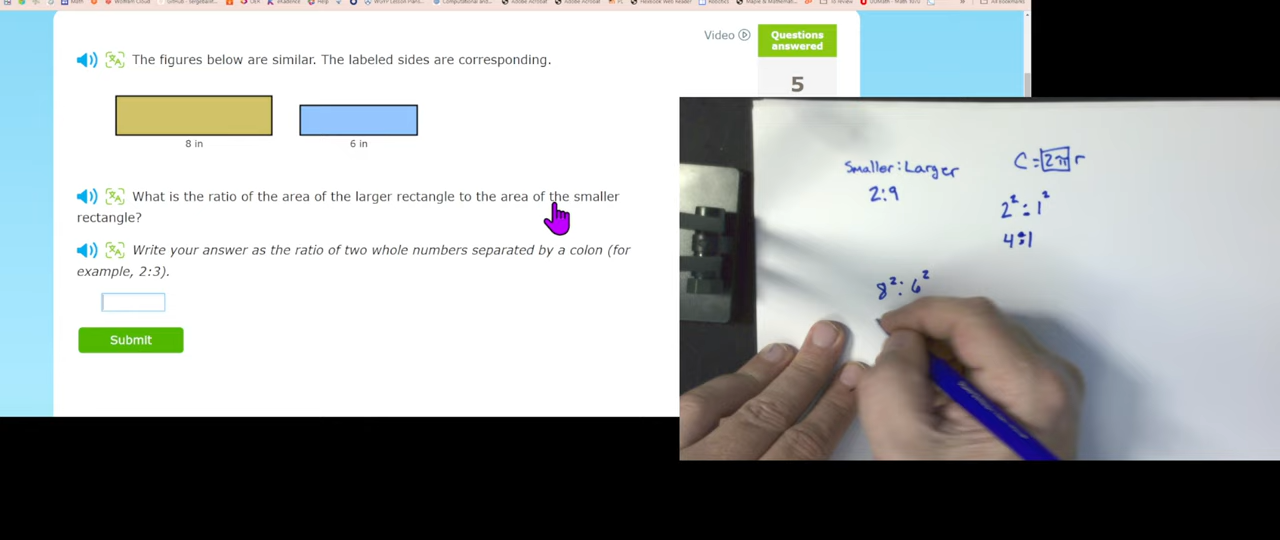 Video
Questions
answered
5
The figures below are similar. The labeled sides are corresponding.
8 in
6 in
What is the ratio of the area of the larger rectangle to the area of the smaller
rectangle?
Write your answer as the ratio of two whole numbers separated by a colon (for
example, 2:3).
Submit
Smaller:Larger
2:9
C=2πr
2²:1²
4:1
8²:6²